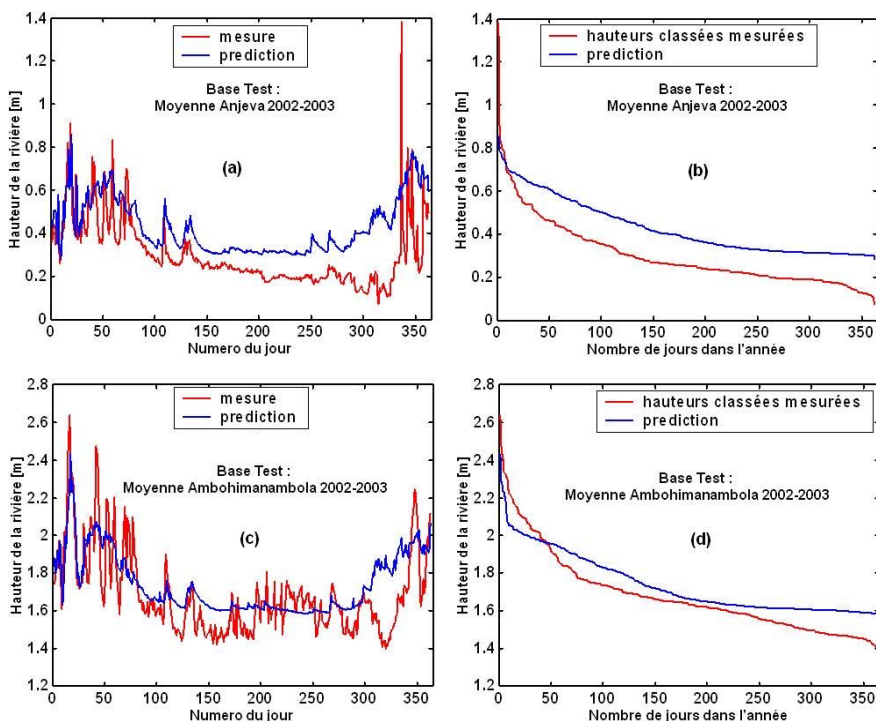 1.4
1.2
1
0.8
0.6
0.4
0.2
0
Hauteur de la rivière [m]
mesure
prediction
Base Test :
Moyenne Anjeva 2002-2003
(a)
0 50 100 150 200 250 300 350
Numero du jour
1.4
1.2
1
0.8
0.6
0.4
0.2
0
Hauteur de la rivière [m]
hauteurs classées mesurées
prediction
Base Test :
Moyenne Anjeva 2002-2003
(b)
0 50 100 150 200 250 300 350
Nombre de jours dans l'année
2.8
2.6
2.4
2.2
2
1.8
1.6
1.4
1.2
Hauteur de la rivière [m]
mesure
prediction
Base Test :
Moyenne Ambohimanambola 2002-2003
(c)
0 50 100 150 200 250 300 350
Numero du jour
2.8
2.6
2.4
2.2
2
1.8
1.6
1.4
1.2
Hauteur de la rivière [m]
hauteurs classées mesurées
prediction
Base Test :
Moyenne Ambohimanambola 2002-2003
(d)
0 50 100 150 200 250 300 350
Nombre de jours dans l'année